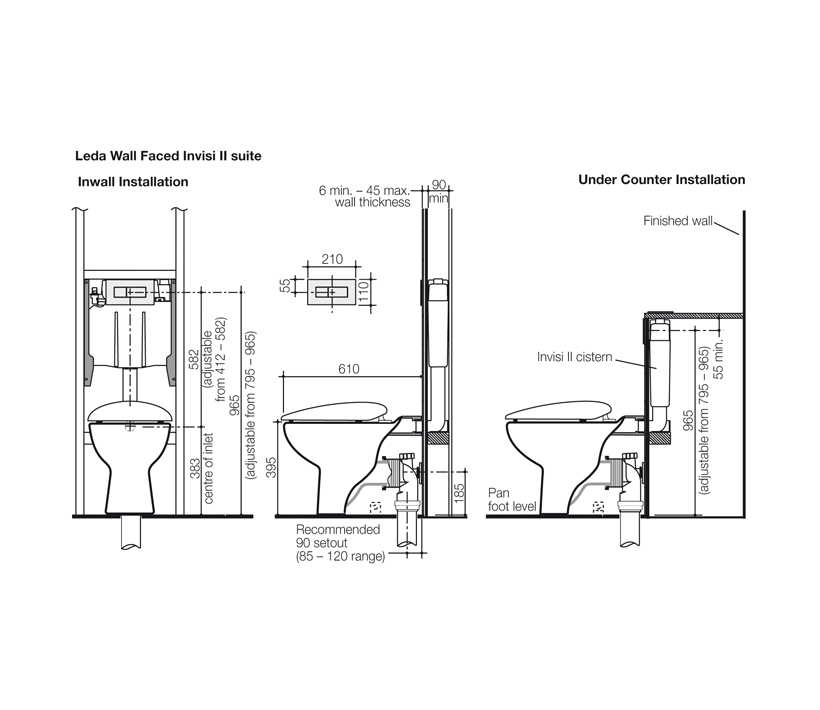 Leda Wall Faced Invisi II suite
Inwall Installation
582
(adjustable
from 412 – 582)
965
(adjustable from 795 – 965)
383
centre of inlet
6 min. – 45 max.
wall thickness
90
min
210
55
110
610
395
185
Recommended
90 setout
(85 – 120 range)
Under Counter Installation
Finished wall
Invisi II cistern
55 min.
965
(adjustable from 795 – 965)
Pan
foot level